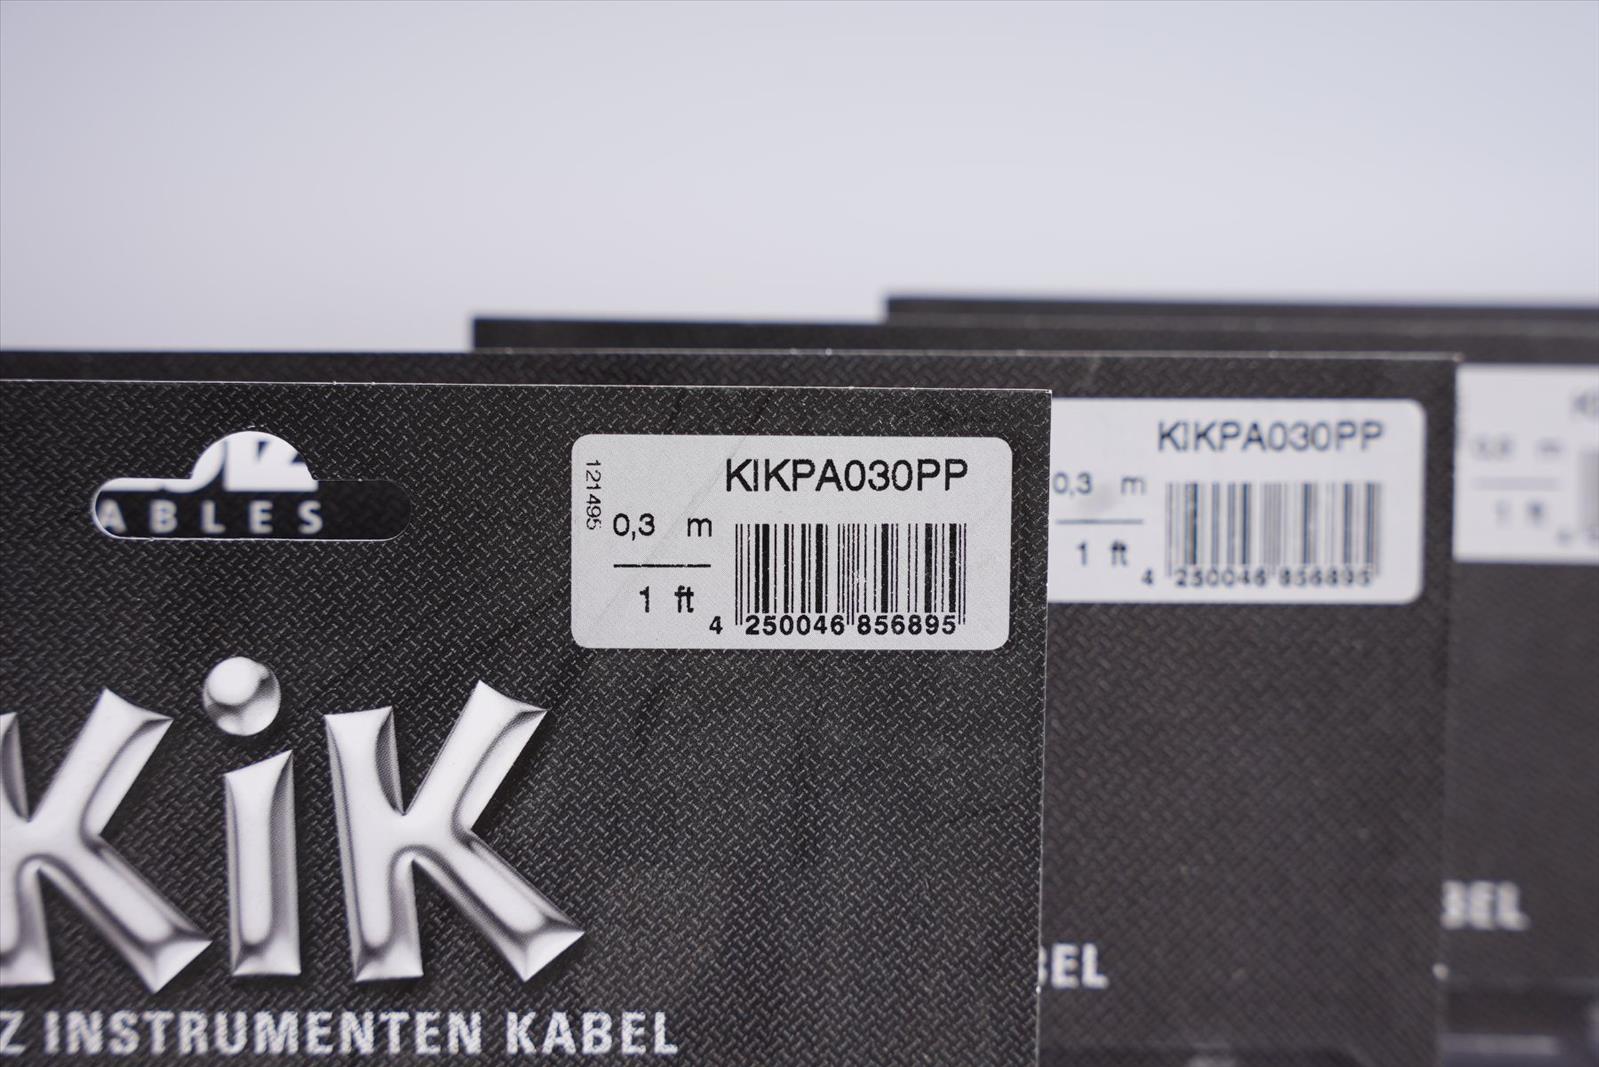 ABLES
121495
KIKPA030PP
0,3 m
1 ft
4 250046 856895
KiK
Z INSTRUMENTEN KABEL
KIKPA030PP
0,3 m
1 ft
4 250046 856895
BEL
BEL